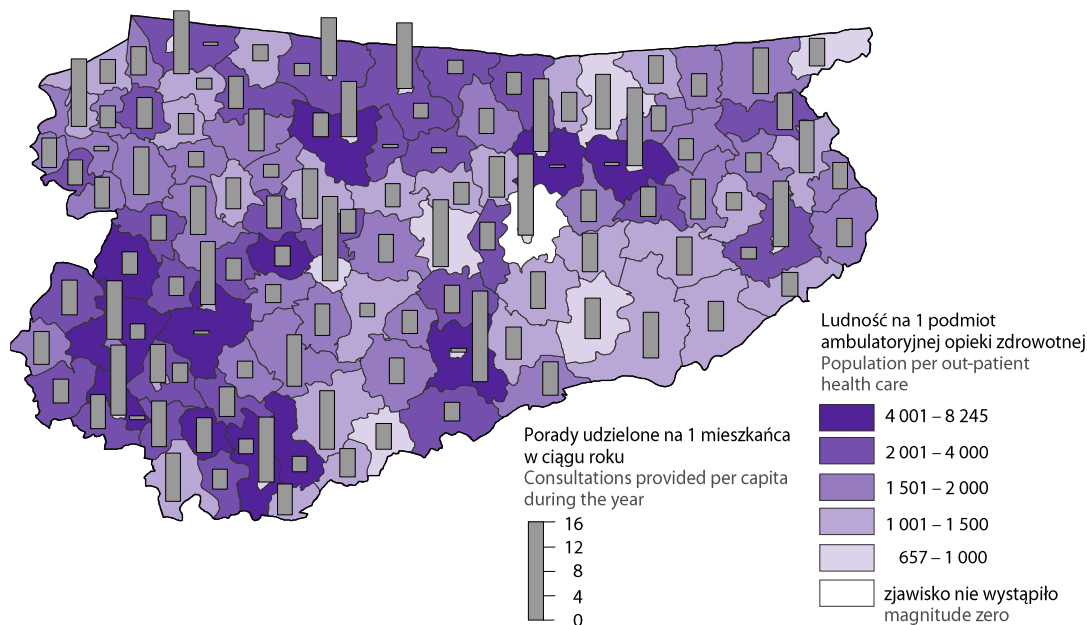 Ludność na 1 podmiot
ambulatoryjnej opieki zdrowotnej
Population per out-patient
health care
4 001 – 8 245
2 001 – 4 000
1 501 – 2 000
1 001 – 1 500
657 – 1 000
zjawisko nie wystąpiło
magnitude zero
Porady udzielone na 1 mieszkańca
w ciągu roku
Consultations provided per capita
during the year
16
12
8
4
0